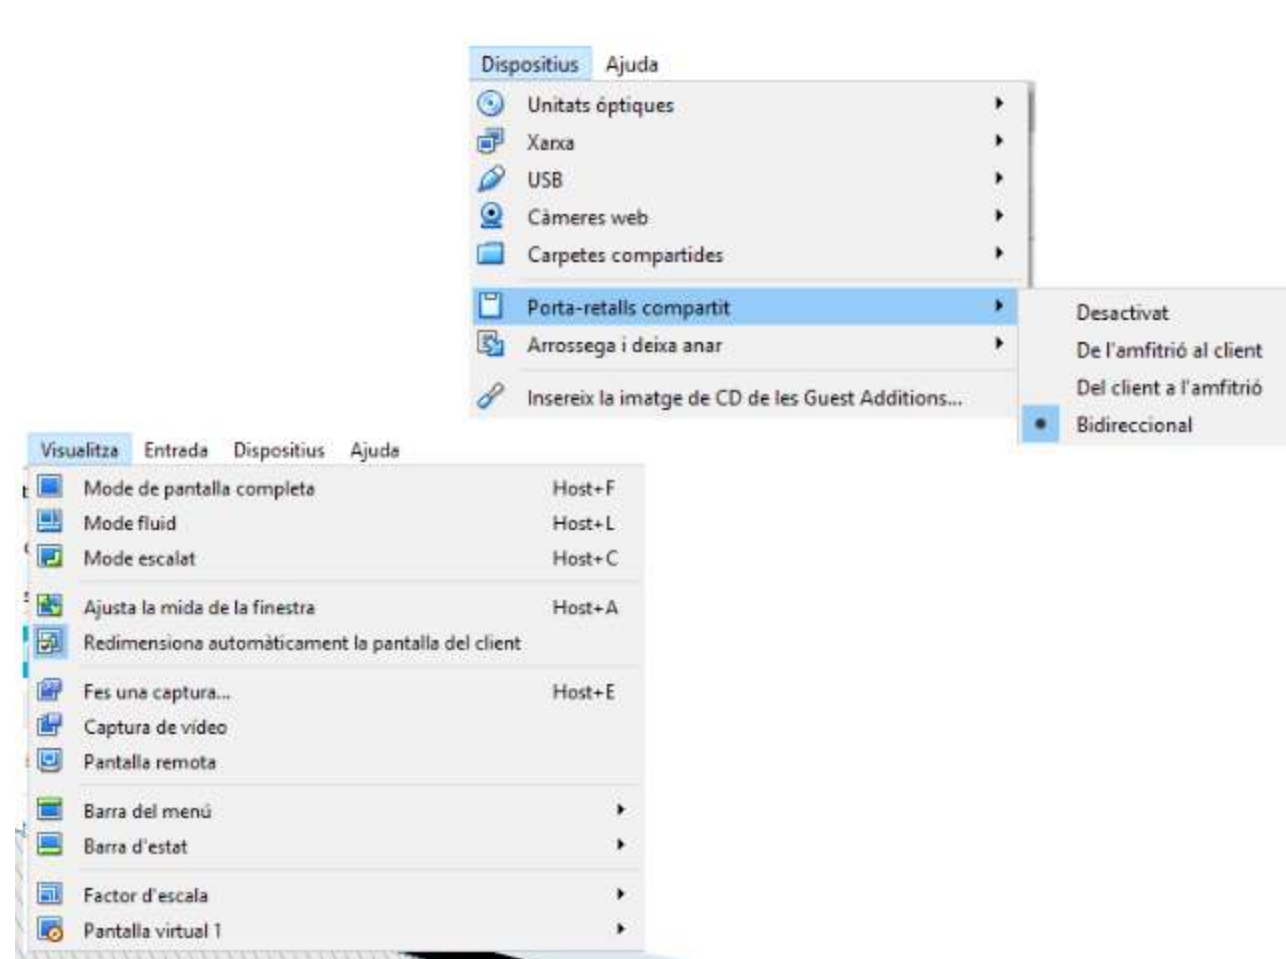 Dispositius Ajuda
Unitats óptiques
Xarxa
USB
Càmeres web
Carpetes compartides
Porta-retalls compartit
Arrossega i deixa anar
Insereix la imatge de CD de les Guest Additions...
Desactivat
De l'amfitrió al client
Del client a l'amfitrió
Bidireccional
Visualitza Entrada Dispositius Ajuda
Mode de pantalla completa Host+F
Mode fluid Host+L
Mode escalat Host+C
Ajusta la mida de la finestra Host+A
Redimensiona automàticament la pantalla del client
Fes una captura... Host+E
Captura de vídeo
Pantalla remota
Barra del menú
Barra d'estat
Factor d'escala
Pantalla virtual 1